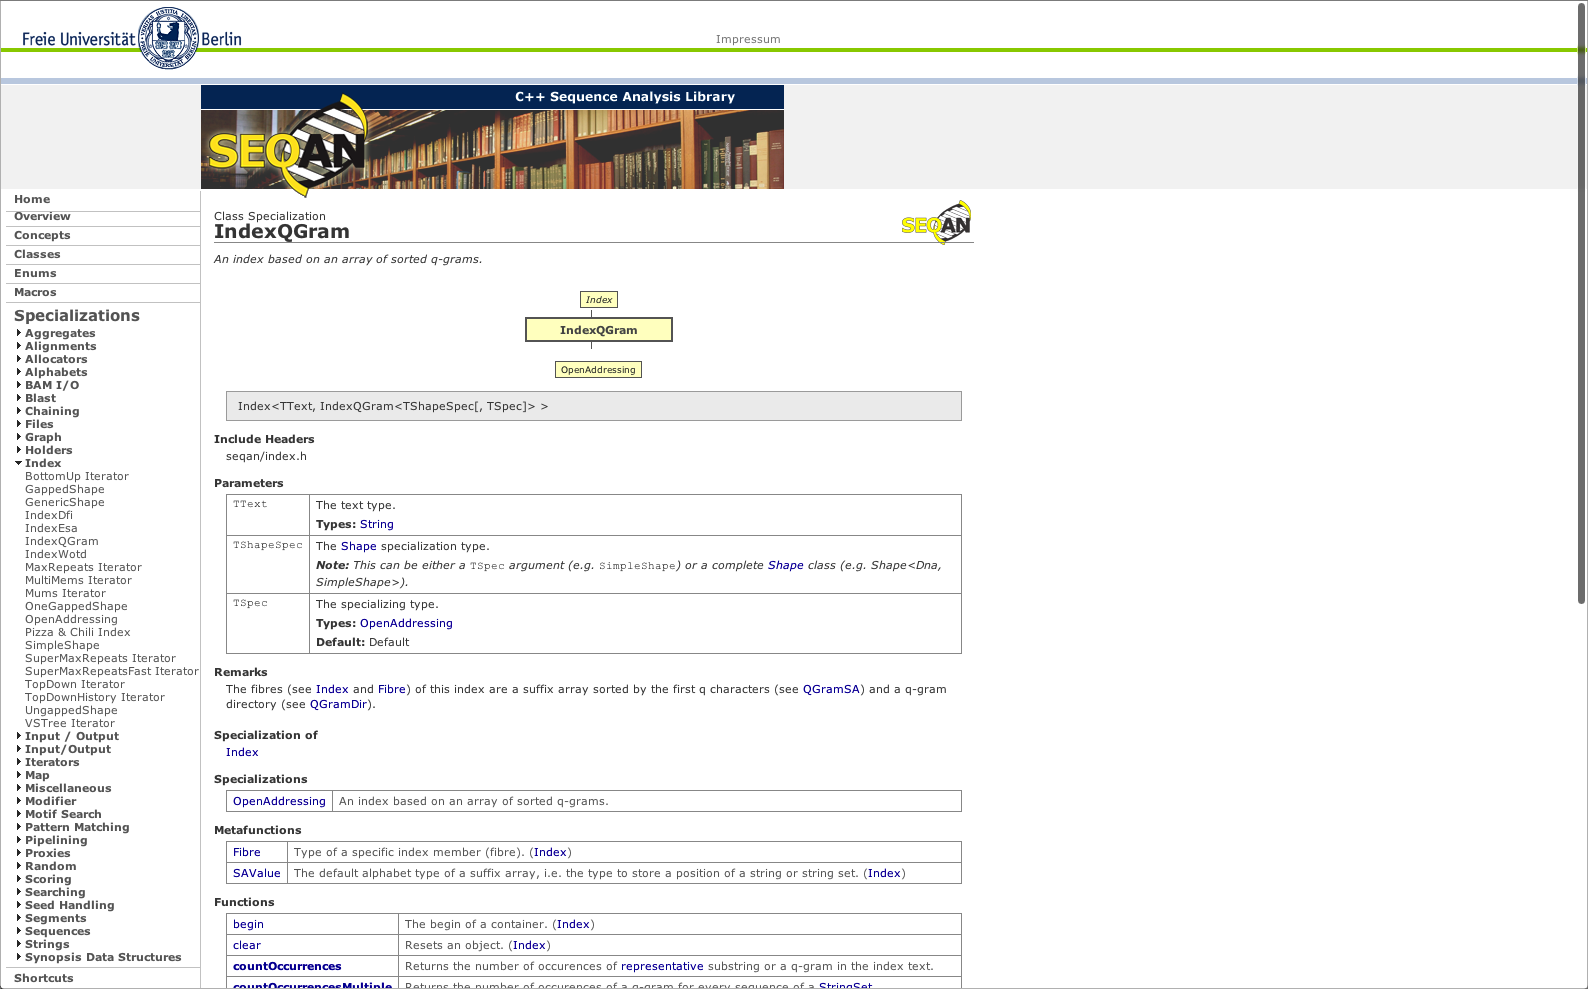 Freie Universität Berlin
Impressum
C++ Sequence Analysis Library
SEQAN
Home
Overview
Concepts
Classes
Enums
Macros
Specializations
Aggregates
Alignments
Allocators
Alphabets
BAM I/O
Blast
Chaining
Files
Graph
Holders
Index
BottomUp Iterator
GappedShape
GenericShape
IndexDfi
IndexEsa
IndexQGram
IndexWotd
MaxRepeats Iterator
MultiMems Iterator
Mums Iterator
OneGappedShape
OpenAddressing
Pizza & Chili Index
SimpleShape
SuperMaxRepeats Iterator
SuperMaxRepeatsFast Iterator
TopDown Iterator
TopDownHistory Iterator
UngappedShape
VSTree Iterator
Input / Output
Input/Output
Iterators
Map
Miscellaneous
Modifier
Motif Search
Pattern Matching
Pipelining
Proxies
Random
Scoring
Searching
Seed Handling
Segments
Sequences
Strings
Synopsis Data Structures
Shortcuts
Class Specialization
IndexQGram
SEQAN
An index based on an array of sorted q-grams.
Index
IndexQGram
OpenAddressing
Index<TText, IndexQGram<TShapeSpec[, TSpec]> >
Include Headers
seqan/index.h
Parameters
TText The text type.
Types: String
TShapeSpec The Shape specialization type.
Note: This can be either a TSpec argument (e.g. SimpleShape) or a complete Shape class (e.g. Shape<Dna,
SimpleShape>).
TSpec The specializing type.
Types: OpenAddressing
Default: Default
Remarks
The fibres (see Index and Fibre) of this index are a suffix array sorted by the first q characters (see QGramSA) and a q-gram
directory (see QGramDir).
Specialization of
Index
Specializations
OpenAddressing An index based on an array of sorted q-grams.
Metafunctions
Fibre Type of a specific index member (fibre). (Index)
SAValue The default alphabet type of a suffix array, i.e. the type to store a position of a string or string set. (Index)
Functions
begin The begin of a container. (Index)
clear Resets an object. (Index)
countOccurrences Returns the number of occurences of representative substring or a q-gram in the index text.
countOccurrencesMultiple Returns the number of occurences of a q-gram for every sequence of a StringSet